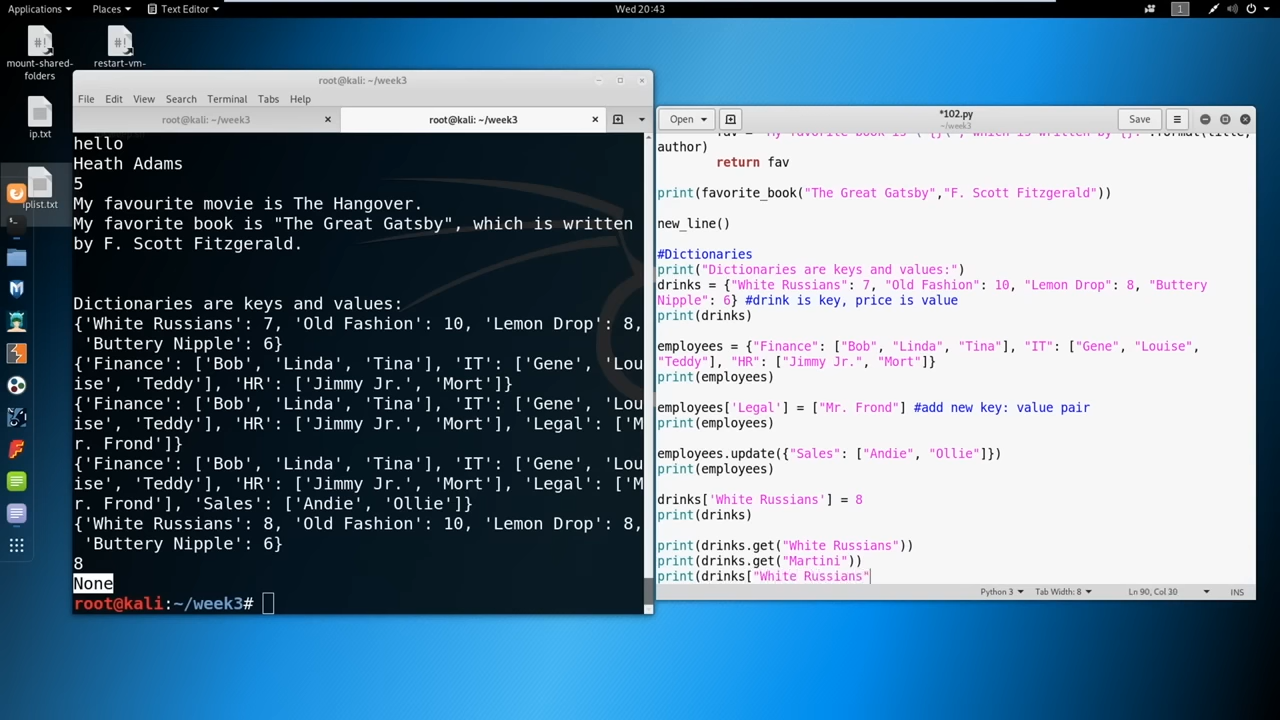 Applications Places Text Editor Wed 20:43 1
mount-shared-folders
restart-vm-
ip.txt
iplist.txt
root@kali: ~/week3
File Edit View Search Terminal Tabs Help
root@kali: ~/week3 root@kali: ~/week3
hello
Heath Adams
5
My favourite movie is The Hangover.
My favorite book is "The Great Gatsby", which is written
by F. Scott Fitzgerald.
Dictionaries are keys and values:
{'White Russians': 7, 'Old Fashion': 10, 'Lemon Drop': 8,
'Buttery Nipple': 6}
{'Finance': ['Bob', 'Linda', 'Tina'], 'IT': ['Gene', 'Lou
ise', 'Teddy'], 'HR': ['Jimmy Jr.', 'Mort']}
{'Finance': ['Bob', 'Linda', 'Tina'], 'IT': ['Gene', 'Lou
ise', 'Teddy'], 'HR': ['Jimmy Jr.', 'Mort'], 'Legal': ['M
r. Frond']}
{'Finance': ['Bob', 'Linda', 'Tina'], 'IT': ['Gene', 'Lou
ise', 'Teddy'], 'HR': ['Jimmy Jr.', 'Mort'], 'Legal': ['M
r. Frond'], 'Sales': ['Andie', 'Ollie']}
{'White Russians': 8, 'Old Fashion': 10, 'Lemon Drop': 8,
'Buttery Nipple': 6}
8
None
root@kali:~/week3#
Open *102.py Save
~/week3
author)
return fav
print(favorite_book("The Great Gatsby","F. Scott Fitzgerald"))
new_line()
#Dictionaries
print("Dictionaries are keys and values:")
drinks = {"White Russians": 7, "Old Fashion": 10, "Lemon Drop": 8, "Buttery
Nipple": 6} #drink is key, price is value
print(drinks)
employees = {"Finance": ["Bob", "Linda", "Tina"], "IT": ["Gene", "Louise",
"Teddy"], "HR": ["Jimmy Jr.", "Mort"]}
print(employees)
employees['Legal'] = ["Mr. Frond"] #add new key: value pair
print(employees)
employees.update({"Sales": ["Andie", "Ollie"]})
print(employees)
drinks['White Russians'] = 8
print(drinks)
print(drinks.get("White Russians"))
print(drinks.get("Martini"))
print(drinks["White Russians"
Python 3 Tab Width: 8 Ln 90, Col 30 INS